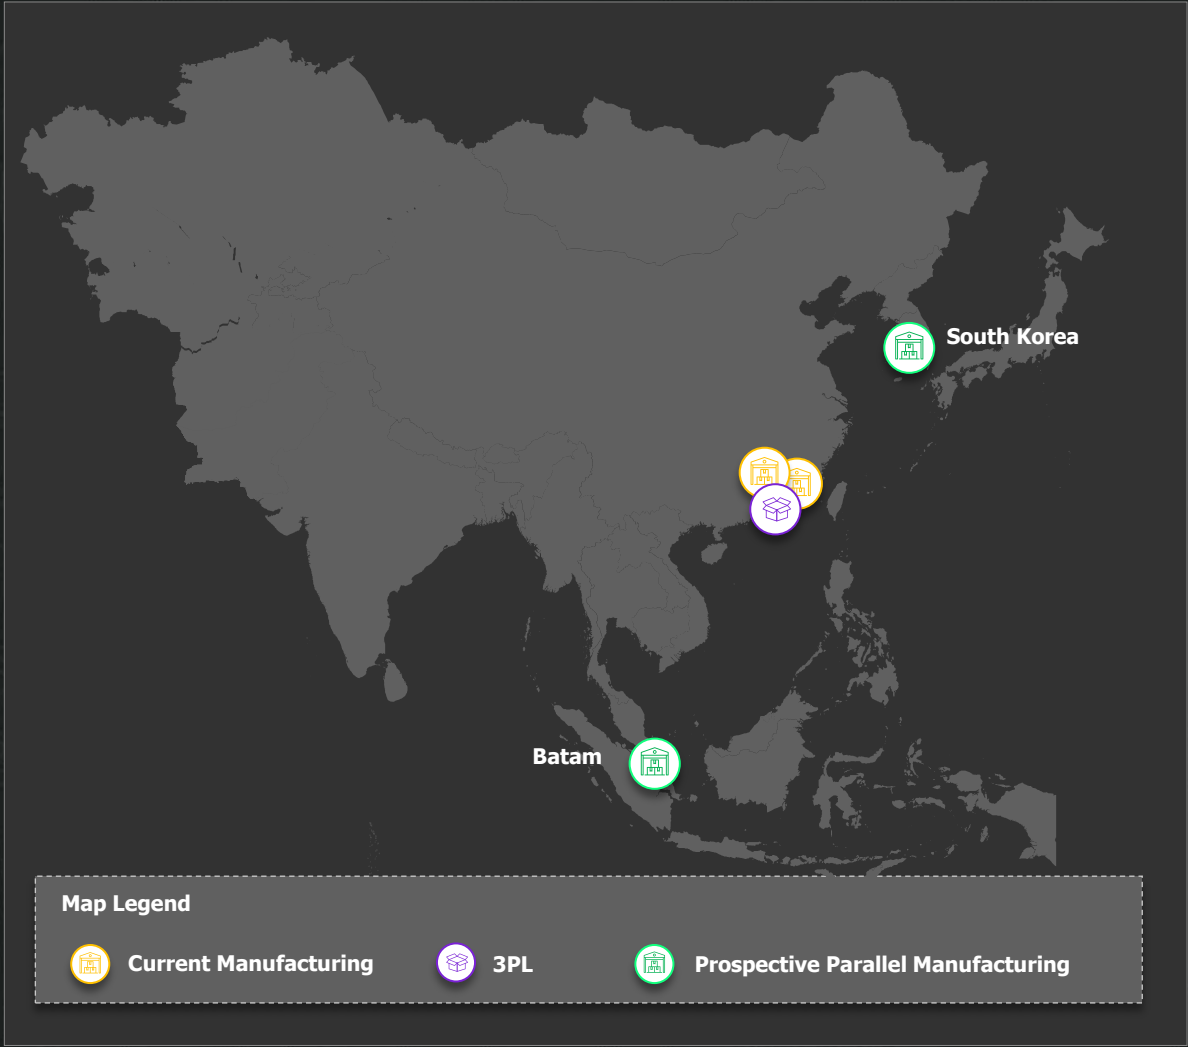 South Korea
Batam
Map Legend
Current Manufacturing
3PL
Prospective Parallel Manufacturing